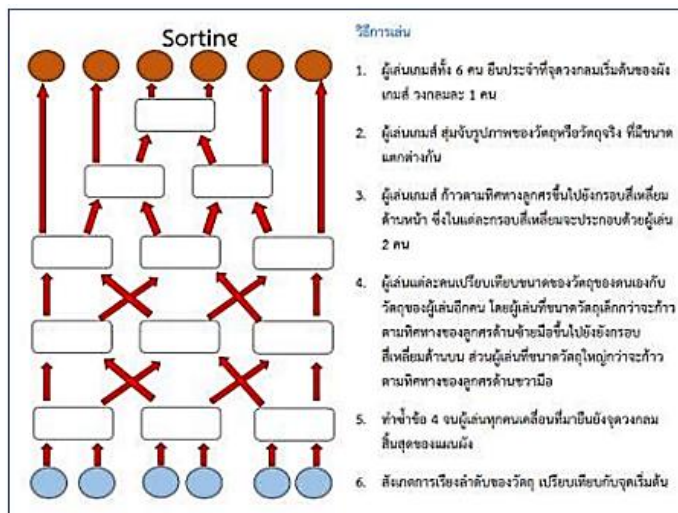 Sorting
วิธีการเล่น
1. ผู้เล่นเกมส์ทั้ง 6 คน ยืนประจำที่จุดวงกลมเริ่มต้นของผัง
เกมส์ วงกลมละ 1 คน
2. ผู้เล่นเกมส์ สุ่มจับรูปภาพของวัตถุหรือวัตถุจริง ที่มีขนาด
แตกต่างกัน
3. ผู้เล่นเกมส์ ก้าวตามทิศทางลูกศรขึ้นไปยังกรอบสี่เหลี่ยม
ด้านหน้า ซึ่งในแต่ละกรอบสี่เหลี่ยมจะประกอบด้วยผู้เล่น
2 คน
4. ผู้เล่นแต่ละคนเปรียบเทียบขนาดของวัตถุของตนเองกับ
วัตถุของผู้เล่นอีกคน โดยผู้เล่นที่ขนาดวัตถุเล็กกว่าจะก้าว
ตามทิศทางของลูกศรด้านซ้ายมือขึ้นไปยังยังกรอบ
สี่เหลี่ยมด้านบน ส่วนผู้เล่นที่ขนาดวัตถุใหญ่กว่าจะก้าว
ตามทิศทางของลูกศรด้านขวามือ
5. ทำซ้ำข้อ 4 จนผู้เล่นทุกคนเคลื่อนที่มายืนยังจุดวงกลม
สิ้นสุดของแผนผัง
6. สังเกตการเรียงลำดับของวัตถุ เปรียบเทียบกับจุดเริ่มต้น